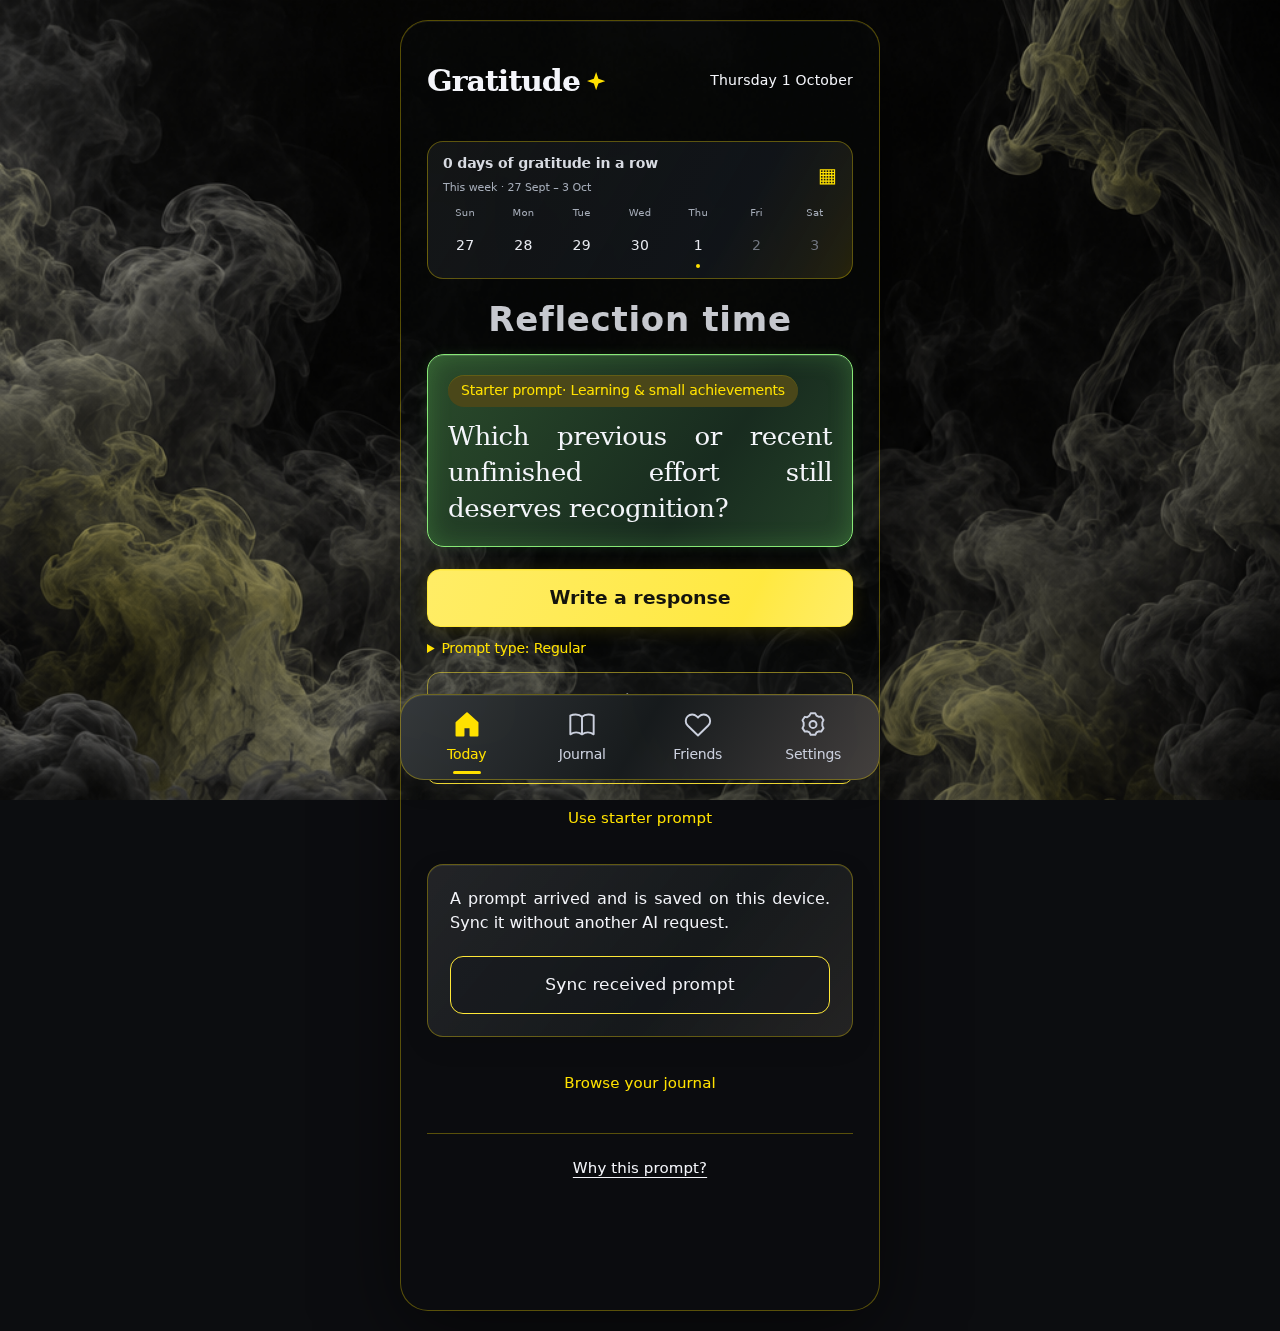 Gratitude
Thursday 1 October
0 days of gratitude in a row
This week · 27 Sept – 3 Oct
Sun Mon Tue Wed Thu Fri Sat
27 28 29 30 1 2 3
Reflection time
Starter prompt· Learning & small achievements
Which previous or recent
unfinished effort still
deserves recognition?
Write a response
Prompt type: Regular
Today Journal Friends Settings
Use starter prompt
A prompt arrived and is saved on this device.
Sync it without another AI request.
Sync received prompt
Browse your journal
Why this prompt?